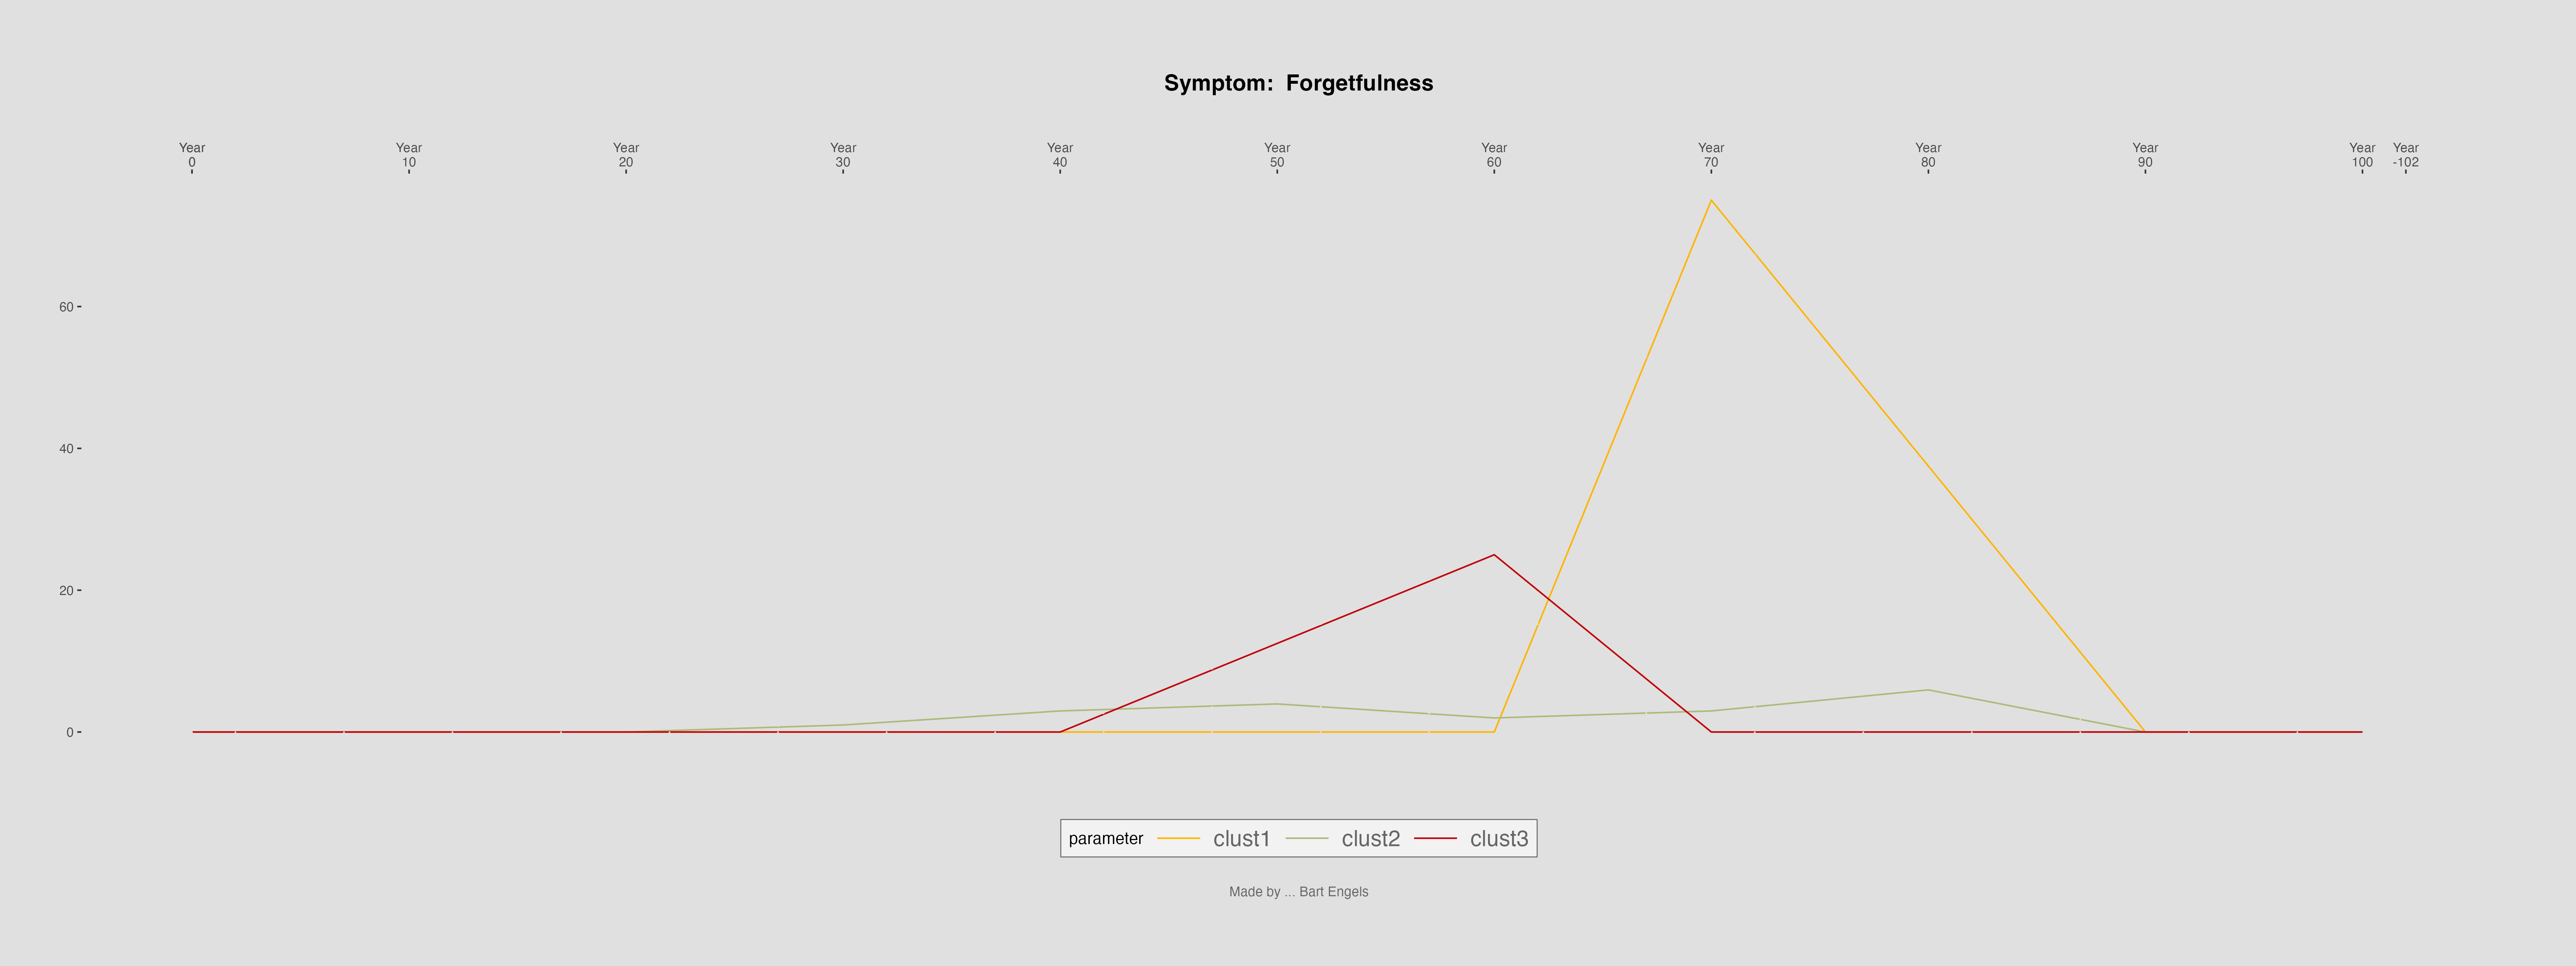 Symptom:  Forgetfulness
Year Year Year Year Year Year Year Year Year Year Year Year
0 10 20 30 40 50 60 70 80 90 100 -102
60
40
20
0
parameter clust1 clust2 clust3
Made by ... Bart Engels